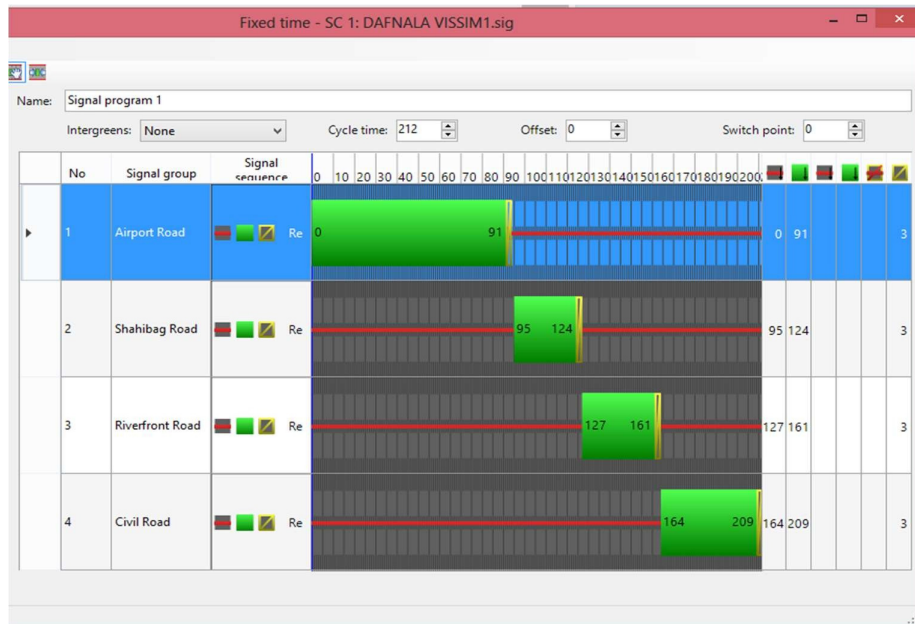 Fixed time - SC 1: DAFNALA VISSIM1.sig
Name: Signal program 1
Intergreens: None Cycle time: 212 Offset: 0 Switch point: 0
No Signal group Signal sequence 0 10 20 30 40 50 60 70 80 90 100 110 120 130 140 150 160 170 180 190 200
1 Airport Road Re 0 91 0 91 3
2 Shahibag Road Re 95 124 95 124 3
3 Riverfront Road Re 127 161 127 161 3
4 Civil Road Re 164 209 164 209 3